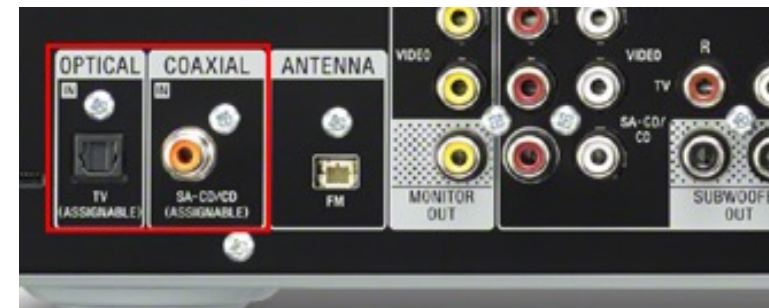 OPTICAL
IN
TV
(ASSIGNABLE)
COAXIAL
IN
SA-CD/CD
(ASSIGNABLE)
ANTENNA
FM
VIDEO
MONITOR
OUT
VIDEO
TV
SA-CD/
CD
R
SUBWOOFE
OUT